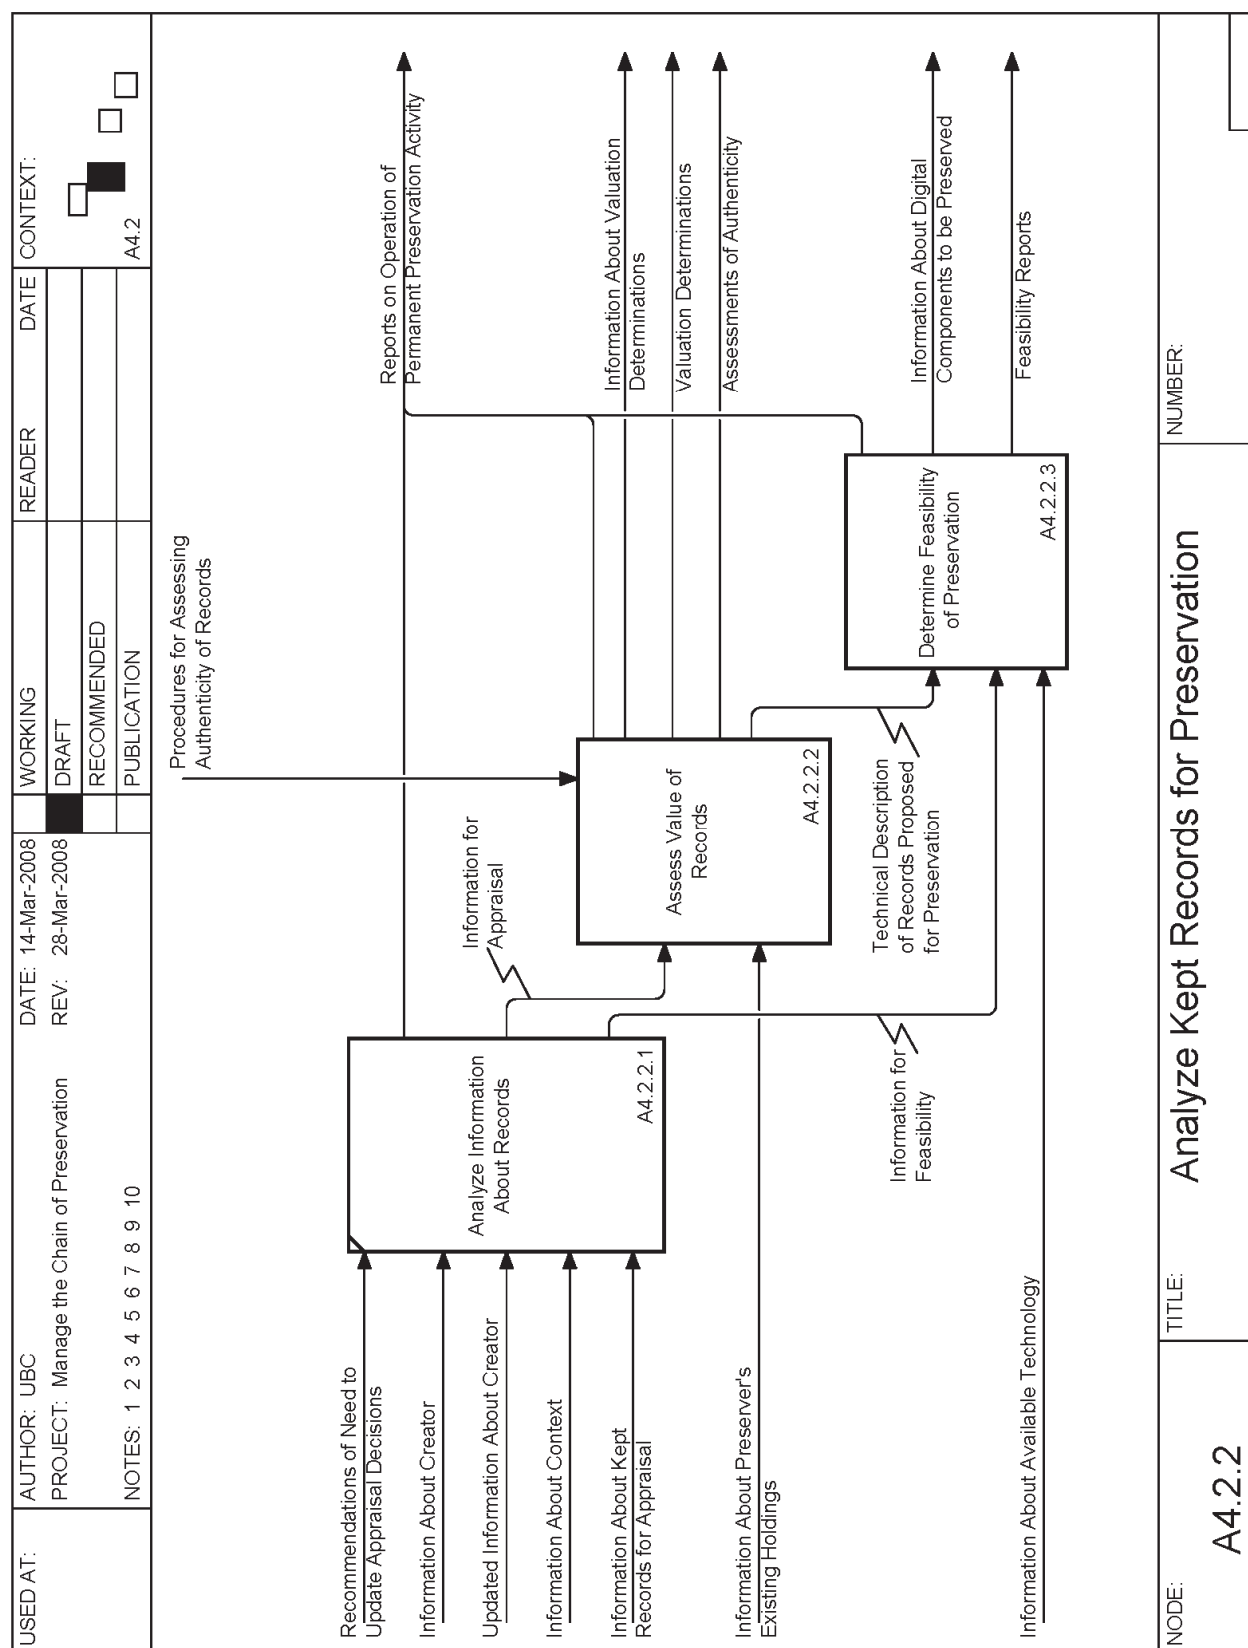 USED AT:
AUTHOR: UBC
PROJECT: Manage the Chain of Preservation
NOTES: 1 2 3 4 5 6 7 8 9 10
DATE: 14-Mar-2008
REV: 28-Mar-2008
WORKING
DRAFT
RECOMMENDED
PUBLICATION
READER
DATE
CONTEXT:
A4.2
Procedures for Assessing
Authenticity of Records
Recommendations of Need to
Update Appraisal Decisions
Information About Creator
Updated Information About Creator
Information About Context
Information About Kept
Records for Appraisal
Information About Preserver's
Existing Holdings
Information About Available Technology
Analyze Information
About Records
A4.2.2.1
Information for
Appraisal
Information for
Feasibility
Assess Value of
Records
A4.2.2.2
Technical Description
of Records Proposed
for Preservation
Determine Feasibility
of Preservation
A4.2.2.3
Reports on Operation of
Permanent Preservation Activity
Information About Valuation
Determinations
Valuation Determinations
Assessments of Authenticity
Information About Digital
Components to be Preserved
Feasibility Reports
NODE:
A4.2.2
TITLE:
Analyze Kept Records for Preservation
NUMBER: